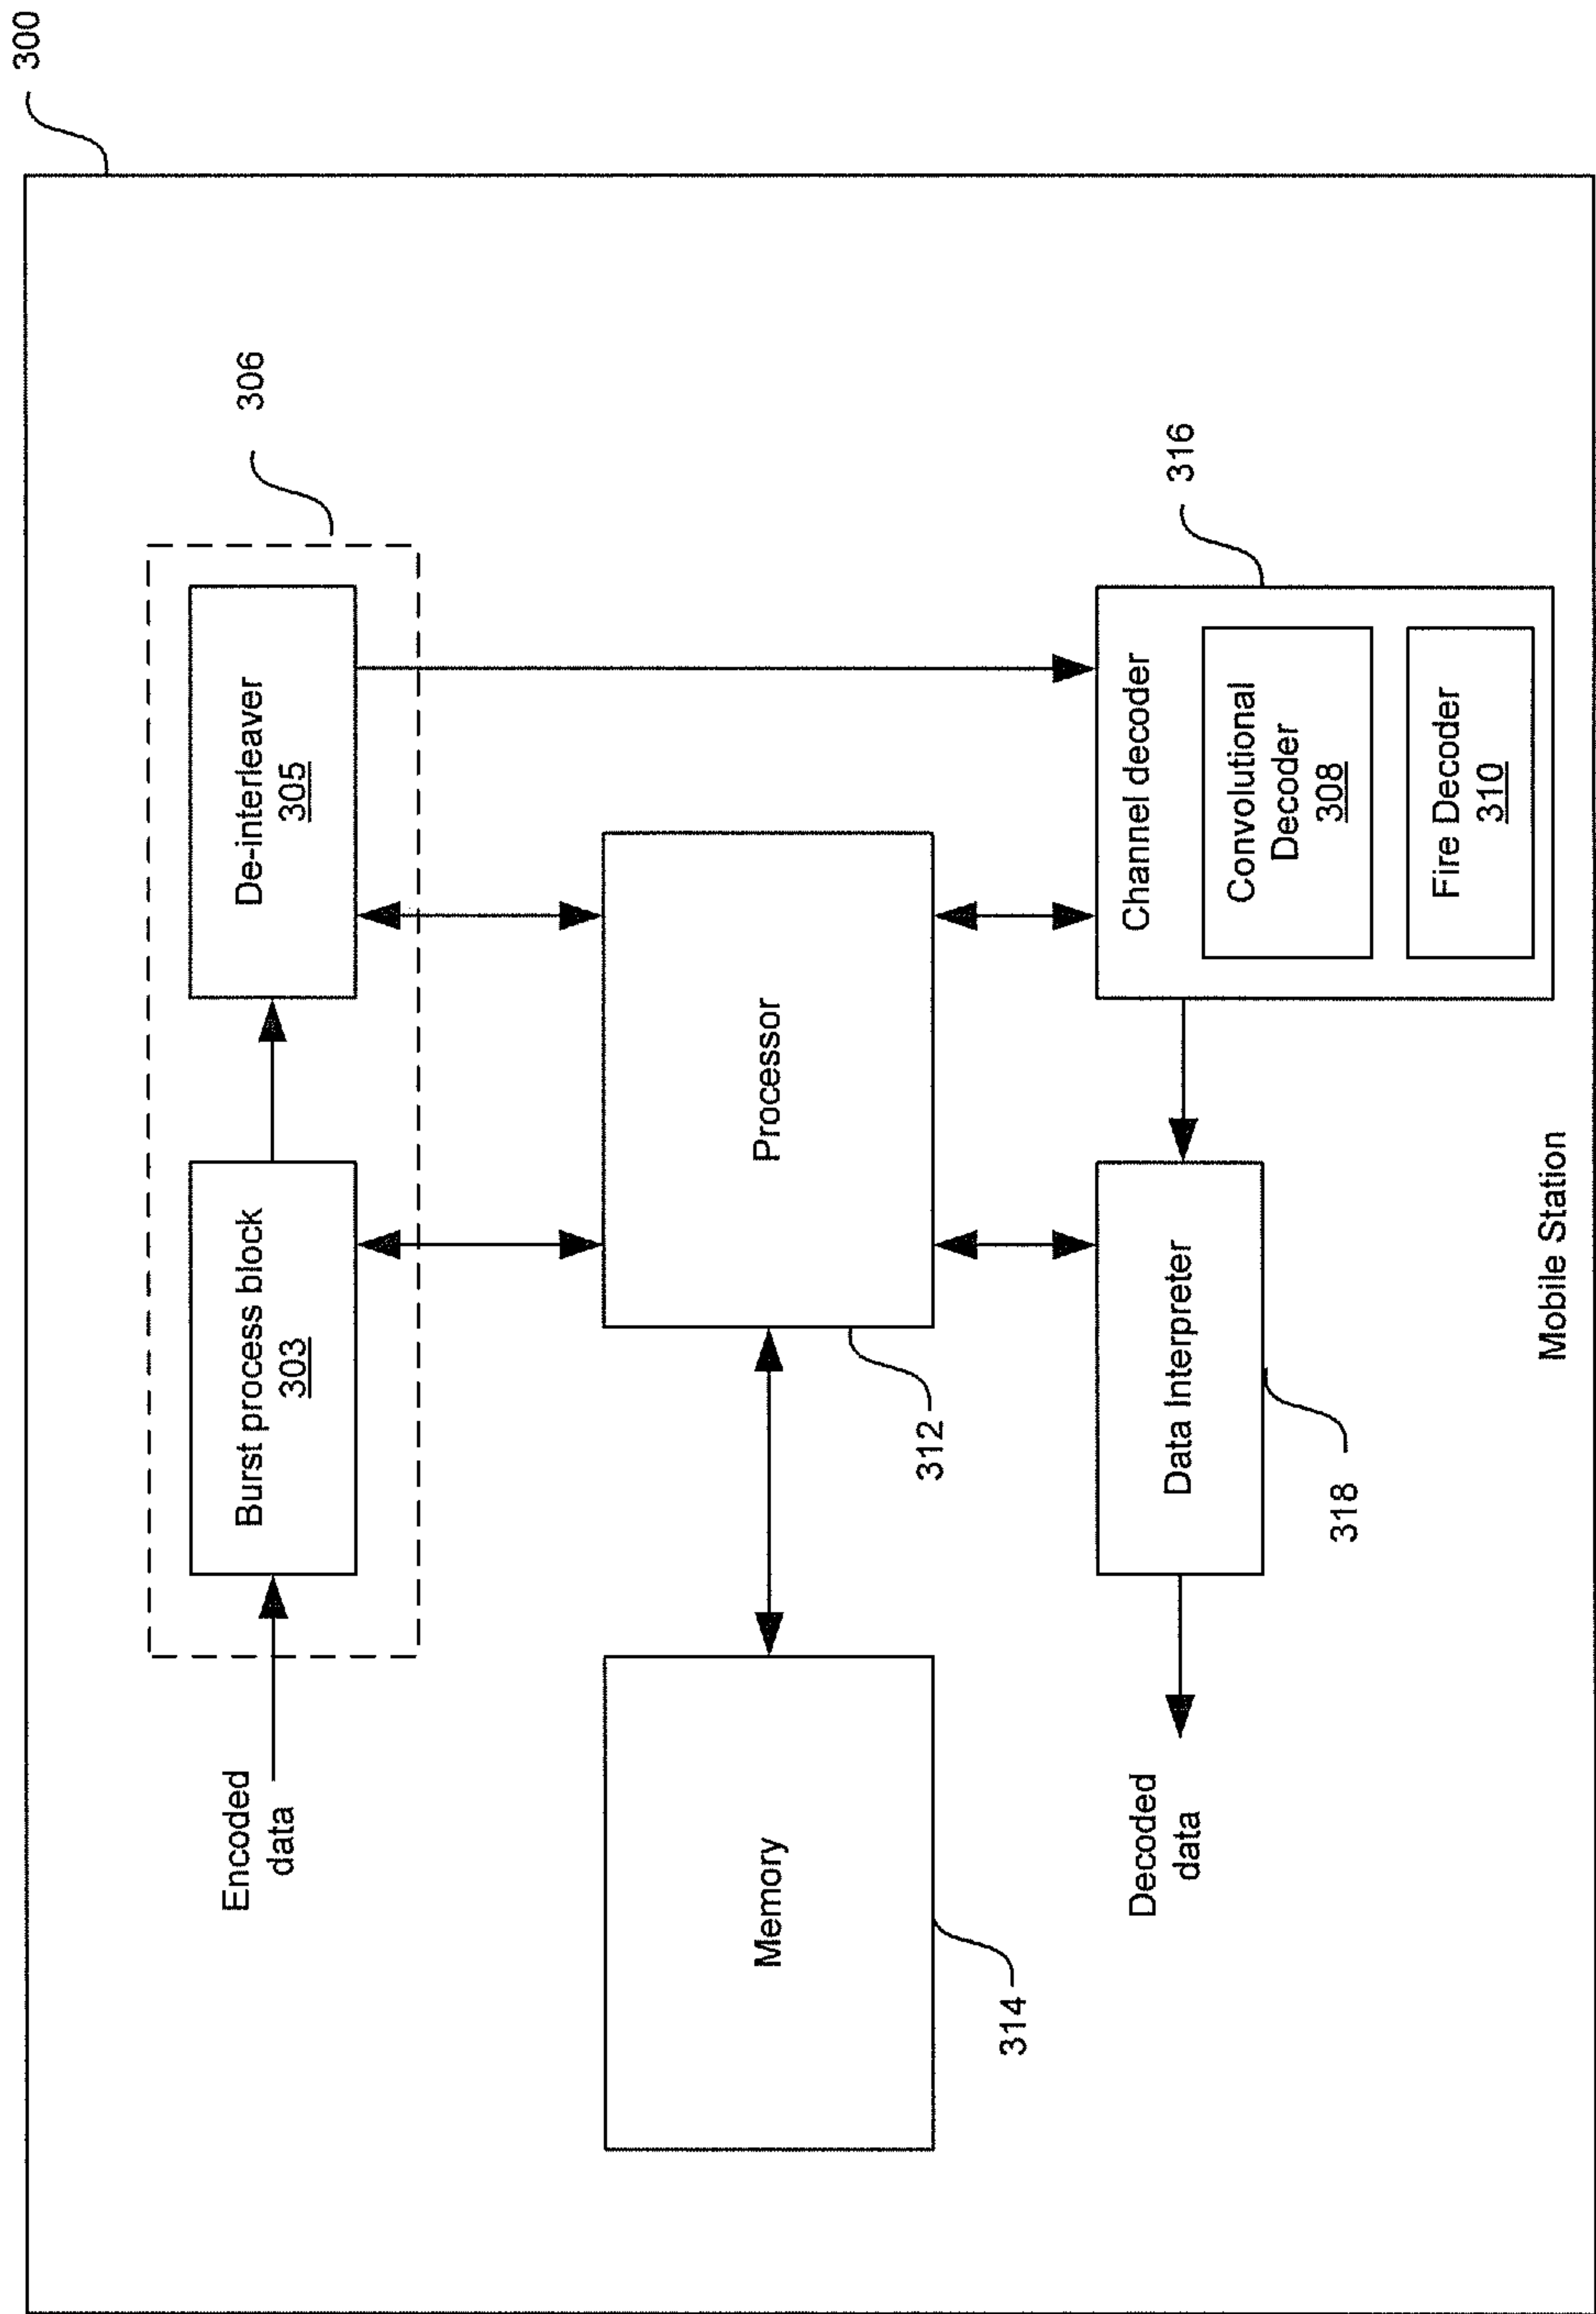 300
306
Burst process block
303
De-interleaver
305
Encoded
data
Memory
314
Processor
312
Channel decoder
316
Convolutional
Decoder
308
Fire Decoder
310
Data Interpreter
318
Decoded
data
Mobile Station